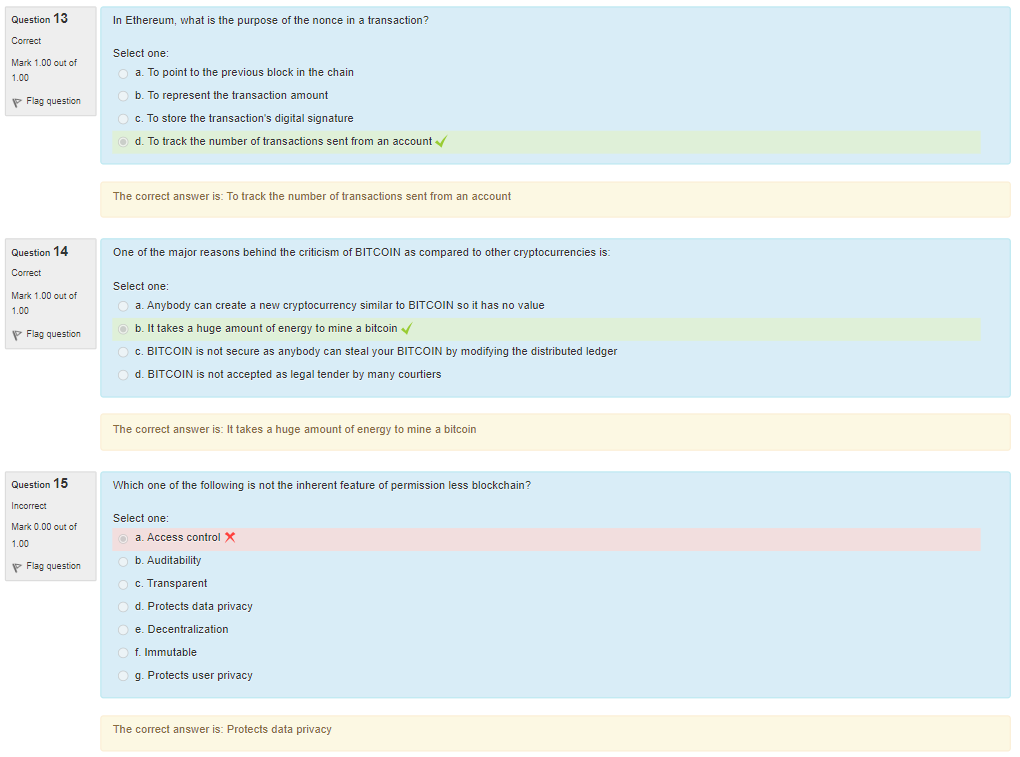 Question 13
Correct
Mark 1.00 out of
1.00
Flag question
In Ethereum, what is the purpose of the nonce in a transaction?
Select one:
a. To point to the previous block in the chain
b. To represent the transaction amount
c. To store the transaction's digital signature
d. To track the number of transactions sent from an account
The correct answer is: To track the number of transactions sent from an account
Question 14
Correct
Mark 1.00 out of
1.00
Flag question
One of the major reasons behind the criticism of BITCOIN as compared to other cryptocurrencies is:
Select one:
a. Anybody can create a new cryptocurrency similar to BITCOIN so it has no value
b. It takes a huge amount of energy to mine a bitcoin
c. BITCOIN is not secure as anybody can steal your BITCOIN by modifying the distributed ledger
d. BITCOIN is not accepted as legal tender by many courtiers
The correct answer is: It takes a huge amount of energy to mine a bitcoin
Question 15
Incorrect
Mark 0.00 out of
1.00
Flag question
Which one of the following is not the inherent feature of permission less blockchain?
Select one:
a. Access control
b. Auditability
c. Transparent
d. Protects data privacy
e. Decentralization
f. Immutable
g. Protects user privacy
The correct answer is: Protects data privacy